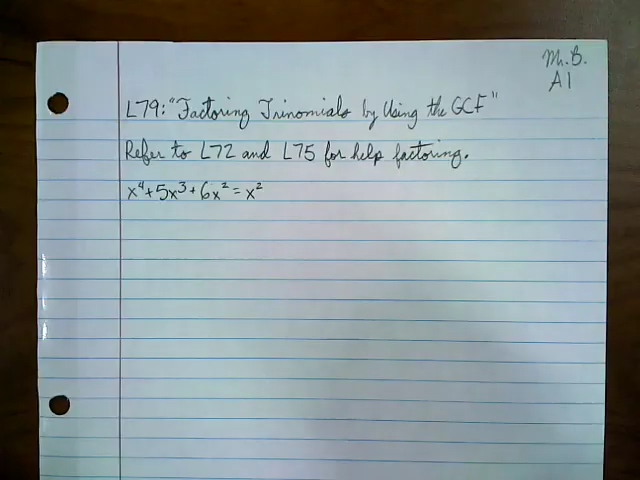 Mr. B.
A1
L79: "Factoring Trinomials by Using the GCF"
Refer to L72 and L75 for help factoring.
x⁴+5x³+6x²=x²